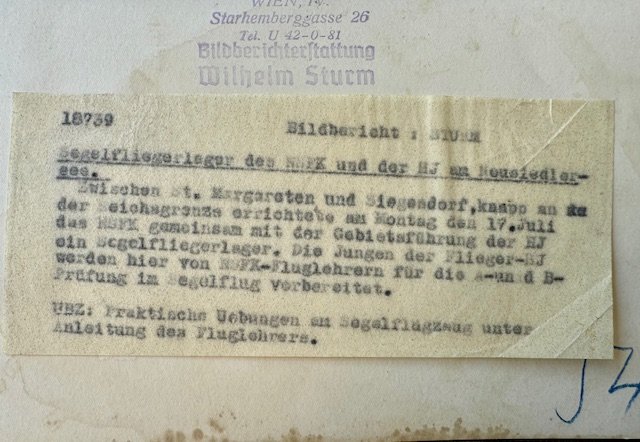 WIEN, IV.
Starhemberggasse 26
Tel. U 42-0-81
Bildberichterstattung
Wilhelm Sturm
18739
Bildbericht : STURM
Segelfliegerlager des NSFK und der HJ am Neusiedler-
see.
Zwischen St. Margareten und Siegendorf, knapp an
der Reichsgrenze errichtete am Montag den 17. Juli
das NSFK gemeinsam mit der Gebietsführung der HJ
ein Segelfliegerlager. Die Jungen der Flieger-HJ
werden hier von NSFK-Fluglehrern für die A-un d B-
Prüfung im Segelflug vorbereitet.
UBZ: Praktische Uebungen am Segelflugzeug unter
Anleitung des Fluglehrers.